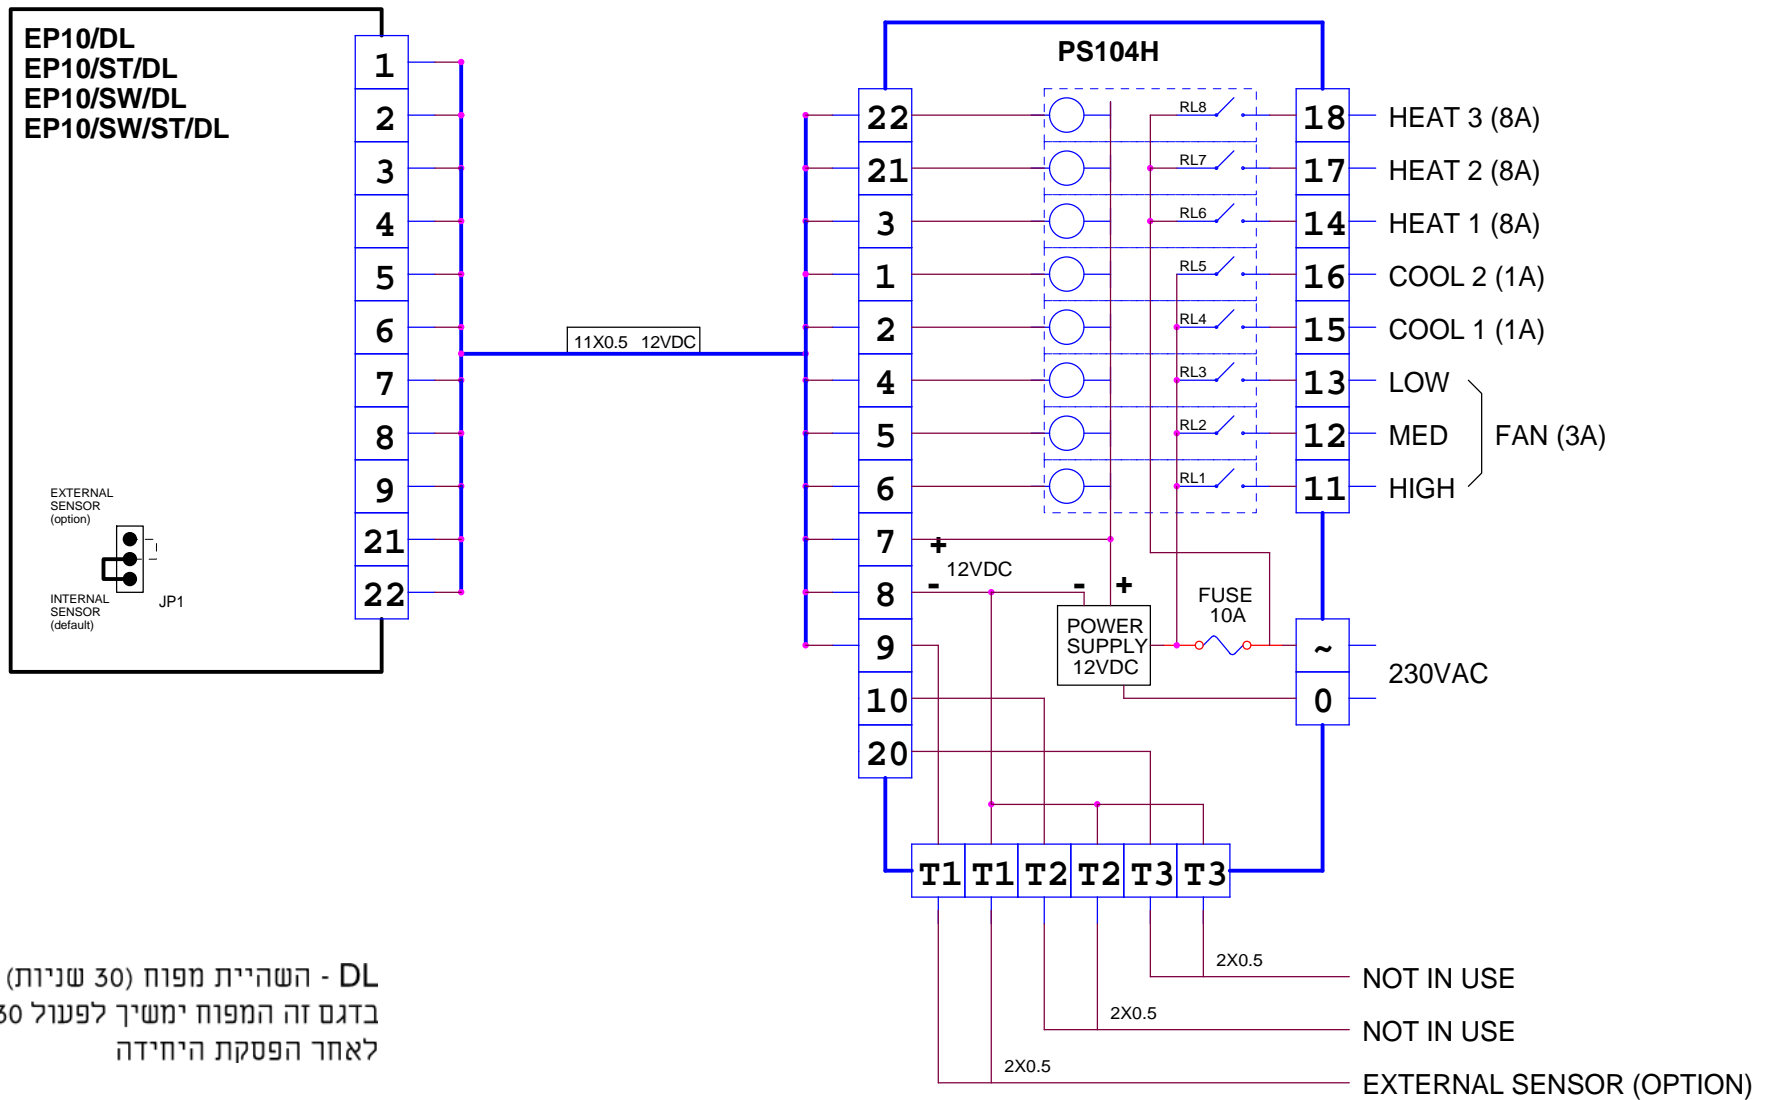 EP10/DL
EP10/ST/DL
EP10/SW/DL
EP10/SW/ST/DL
1
2
3
4
5
6
7
8
9
21
22
EXTERNAL
SENSOR
(option)
INTERNAL
SENSOR
(default)
JP1
11X0.5 12VDC
PS104H
22
21
3
1
2
4
5
6
7
8
9
10
20
RL8
RL7
RL6
RL5
RL4
RL3
RL2
RL1
18 HEAT 3 (8A)
17 HEAT 2 (8A)
14 HEAT 1 (8A)
16 COOL 2 (1A)
15 COOL 1 (1A)
13 LOW
12 MED
11 HIGH
FAN (3A)
+
12VDC
-
- +
POWER
SUPPLY
12VDC
FUSE
10A
~
0
230VAC
T1 T1 T2 T2 T3 T3
2X0.5 NOT IN USE
2X0.5 NOT IN USE
2X0.5 EXTERNAL SENSOR (OPTION)
DL - השהיית מפוח (30 שניות)
בדגם זה המפוח ימשיך לפעול 30
לאחר הפסקת היחידה